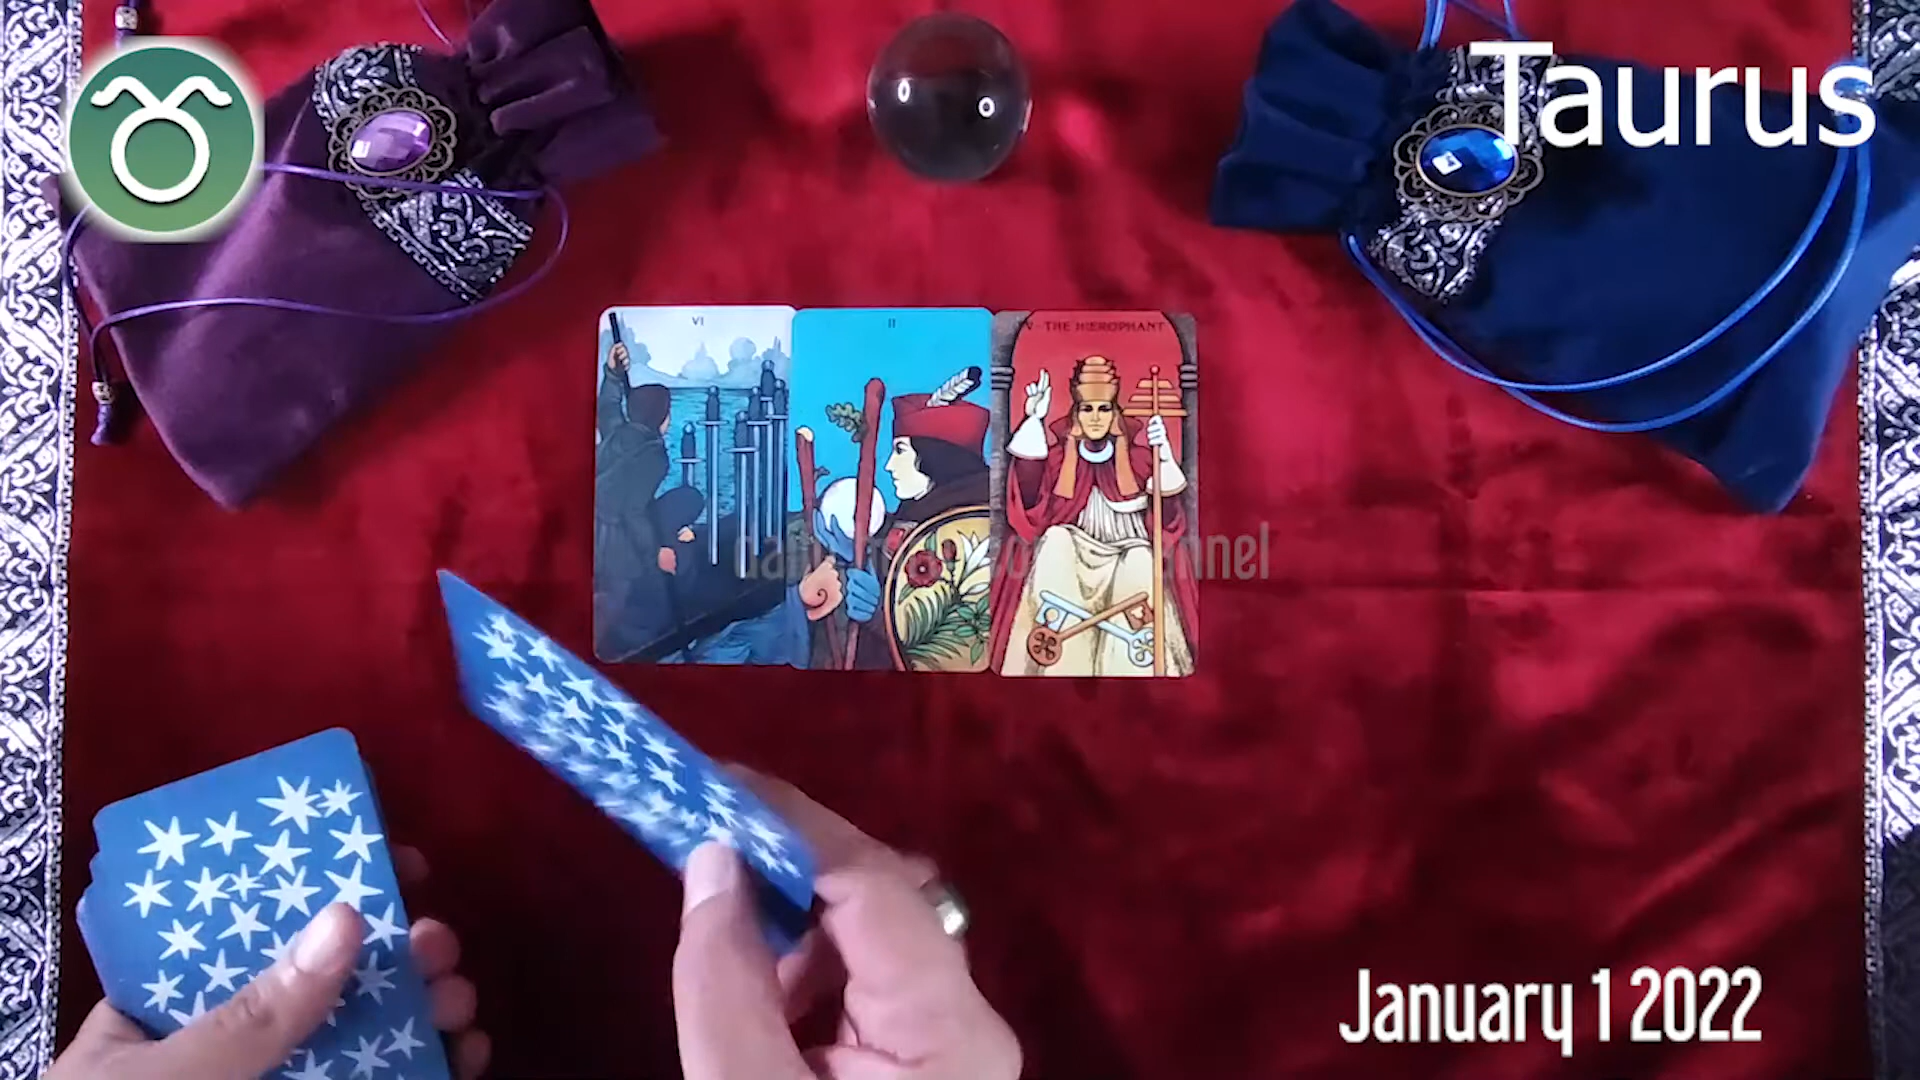 Taurus
VI
II
V - THE HIEROPHANT
January 1 2022